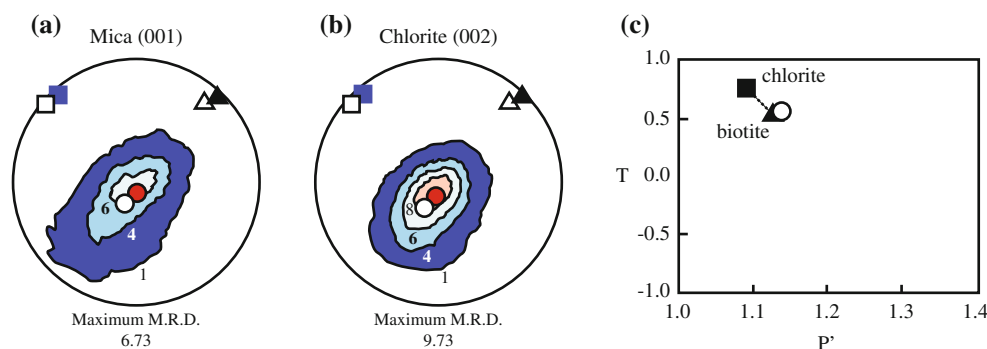 (a)
Mica (001)
6
4
1
Maximum M.R.D.
6.73
(b)
Chlorite (002)
8
6
4
1
Maximum M.R.D.
9.73
(c)
1.0
0.5
T 0.0
-0.5
-1.0
chlorite
biotite
1.0 1.1 1.2 1.3 1.4
P'